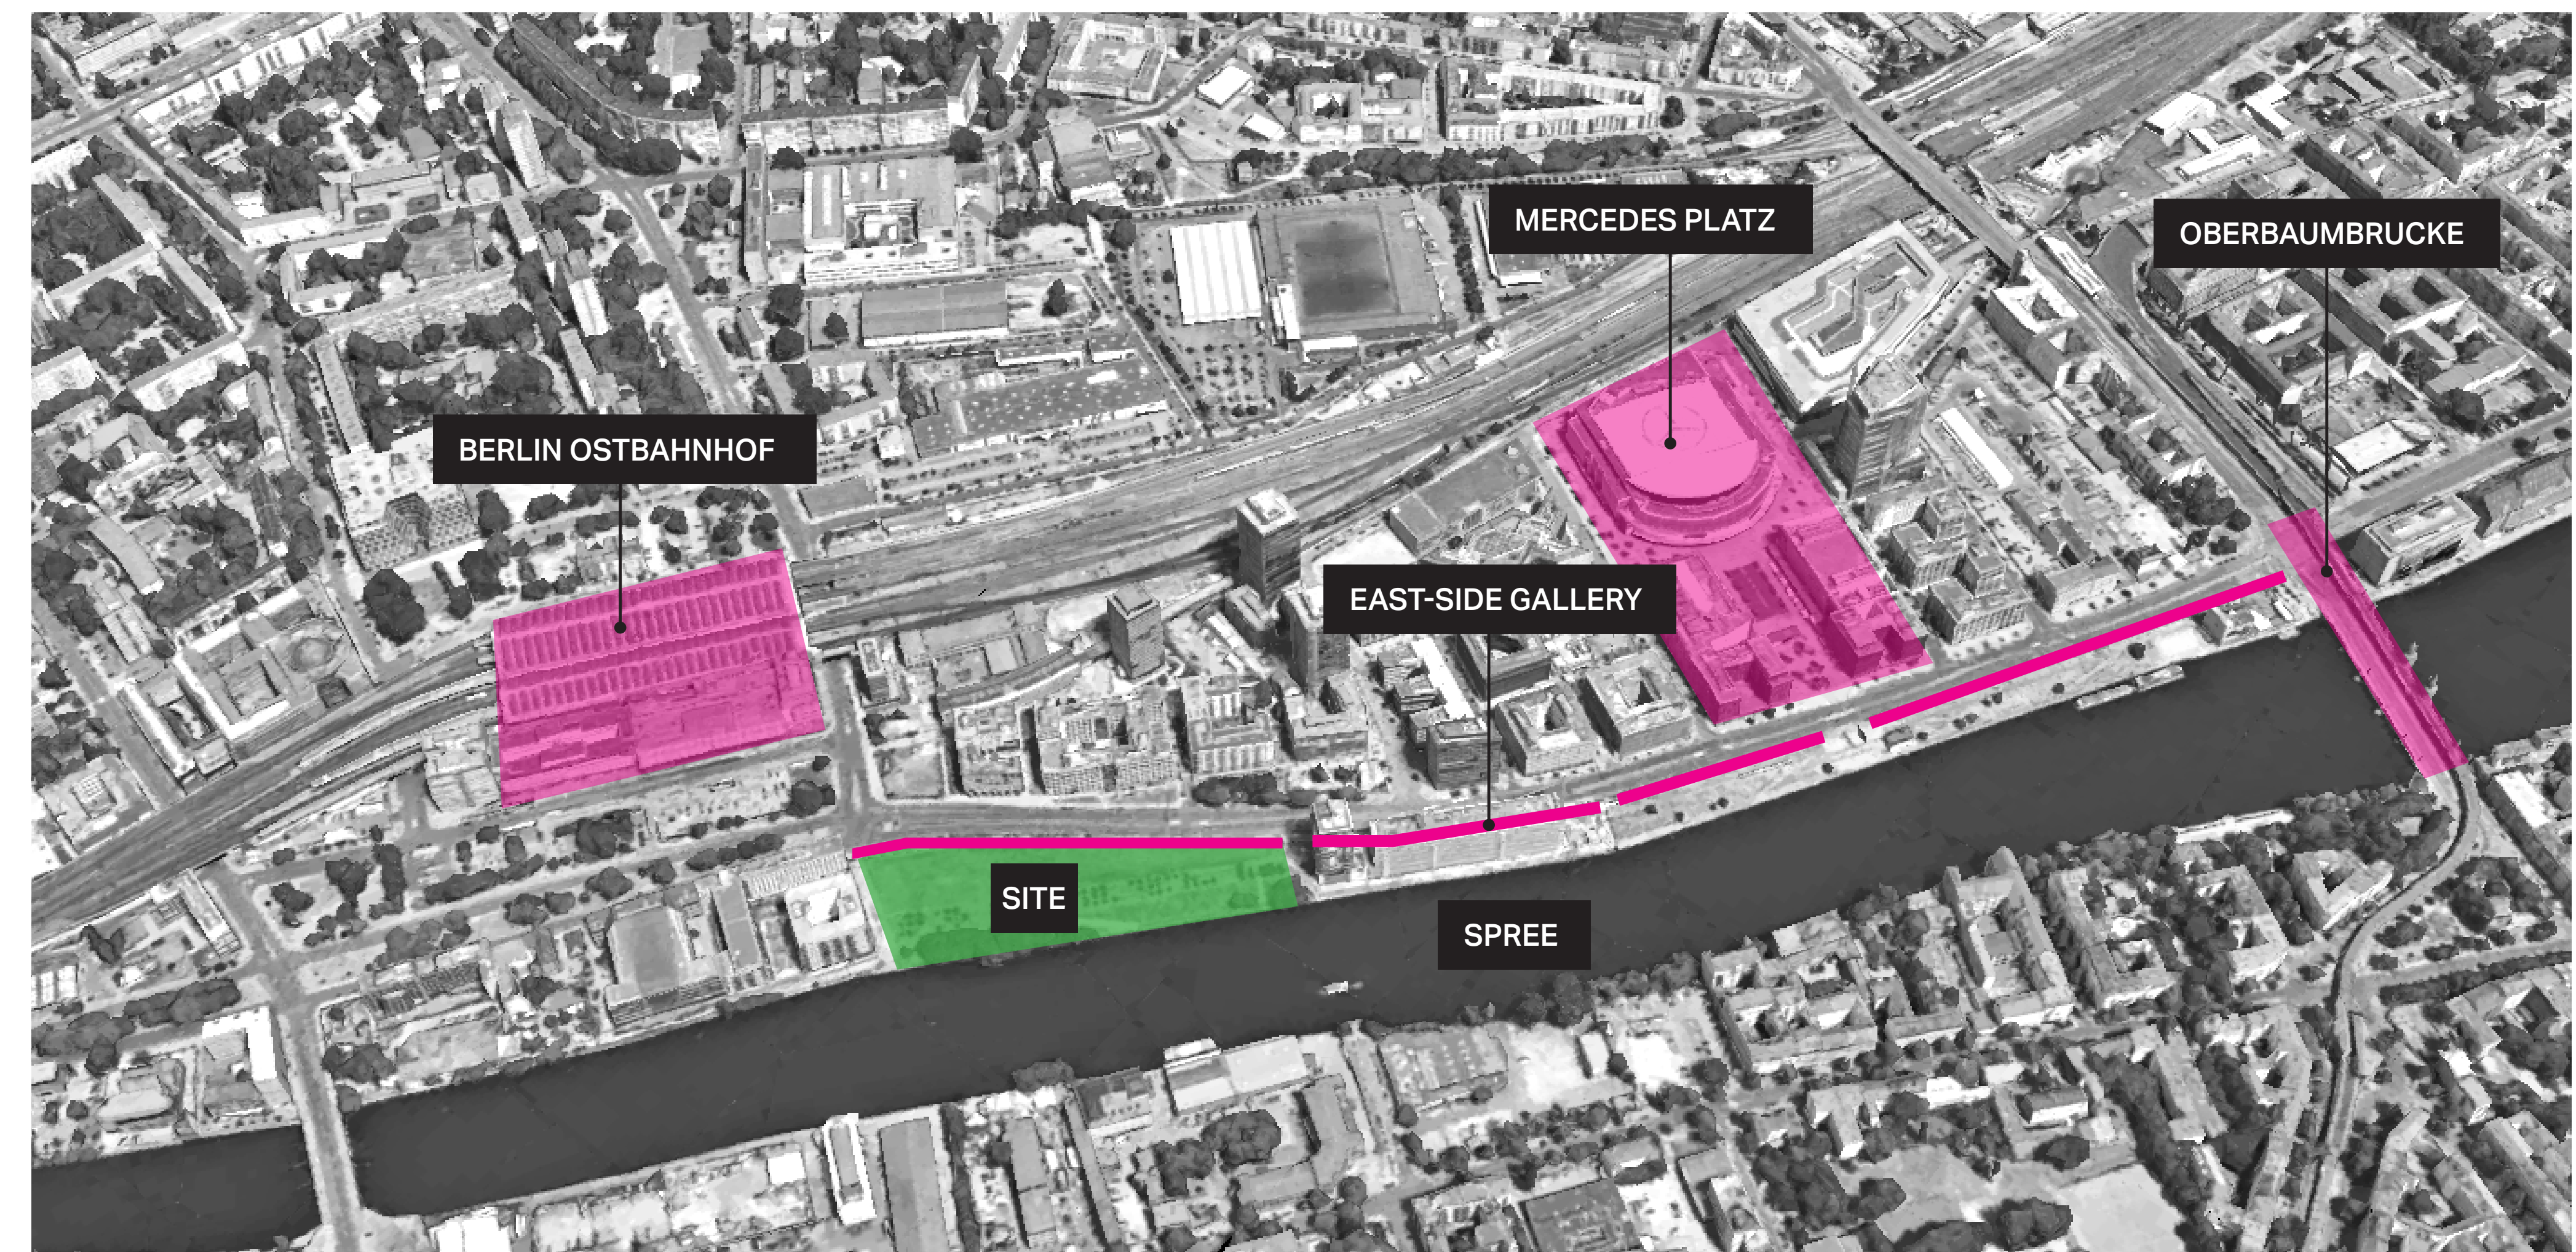 MERCEDES PLATZ
OBERBAUMBRUCKE
BERLIN OSTBAHNHOF
EAST-SIDE GALLERY
SITE
SPREE